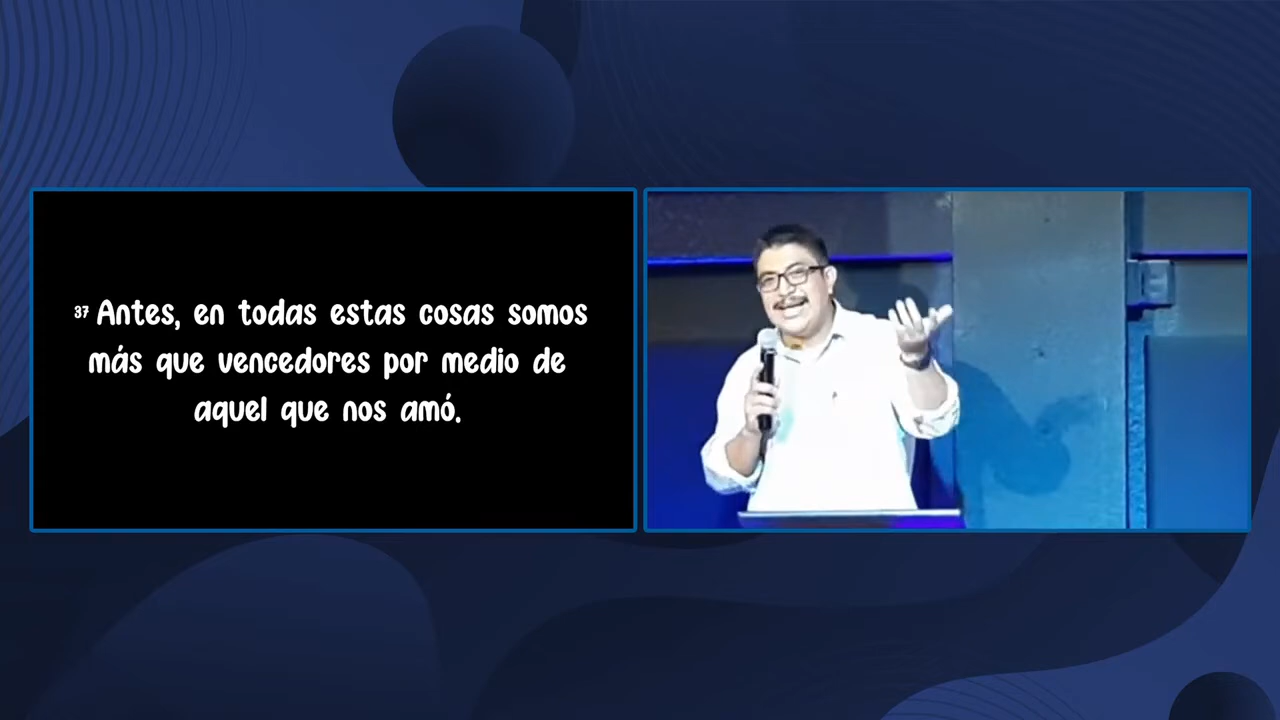 37 Antes, en todas estas cosas somos
más que vencedores por medio de
aquel que nos amó.